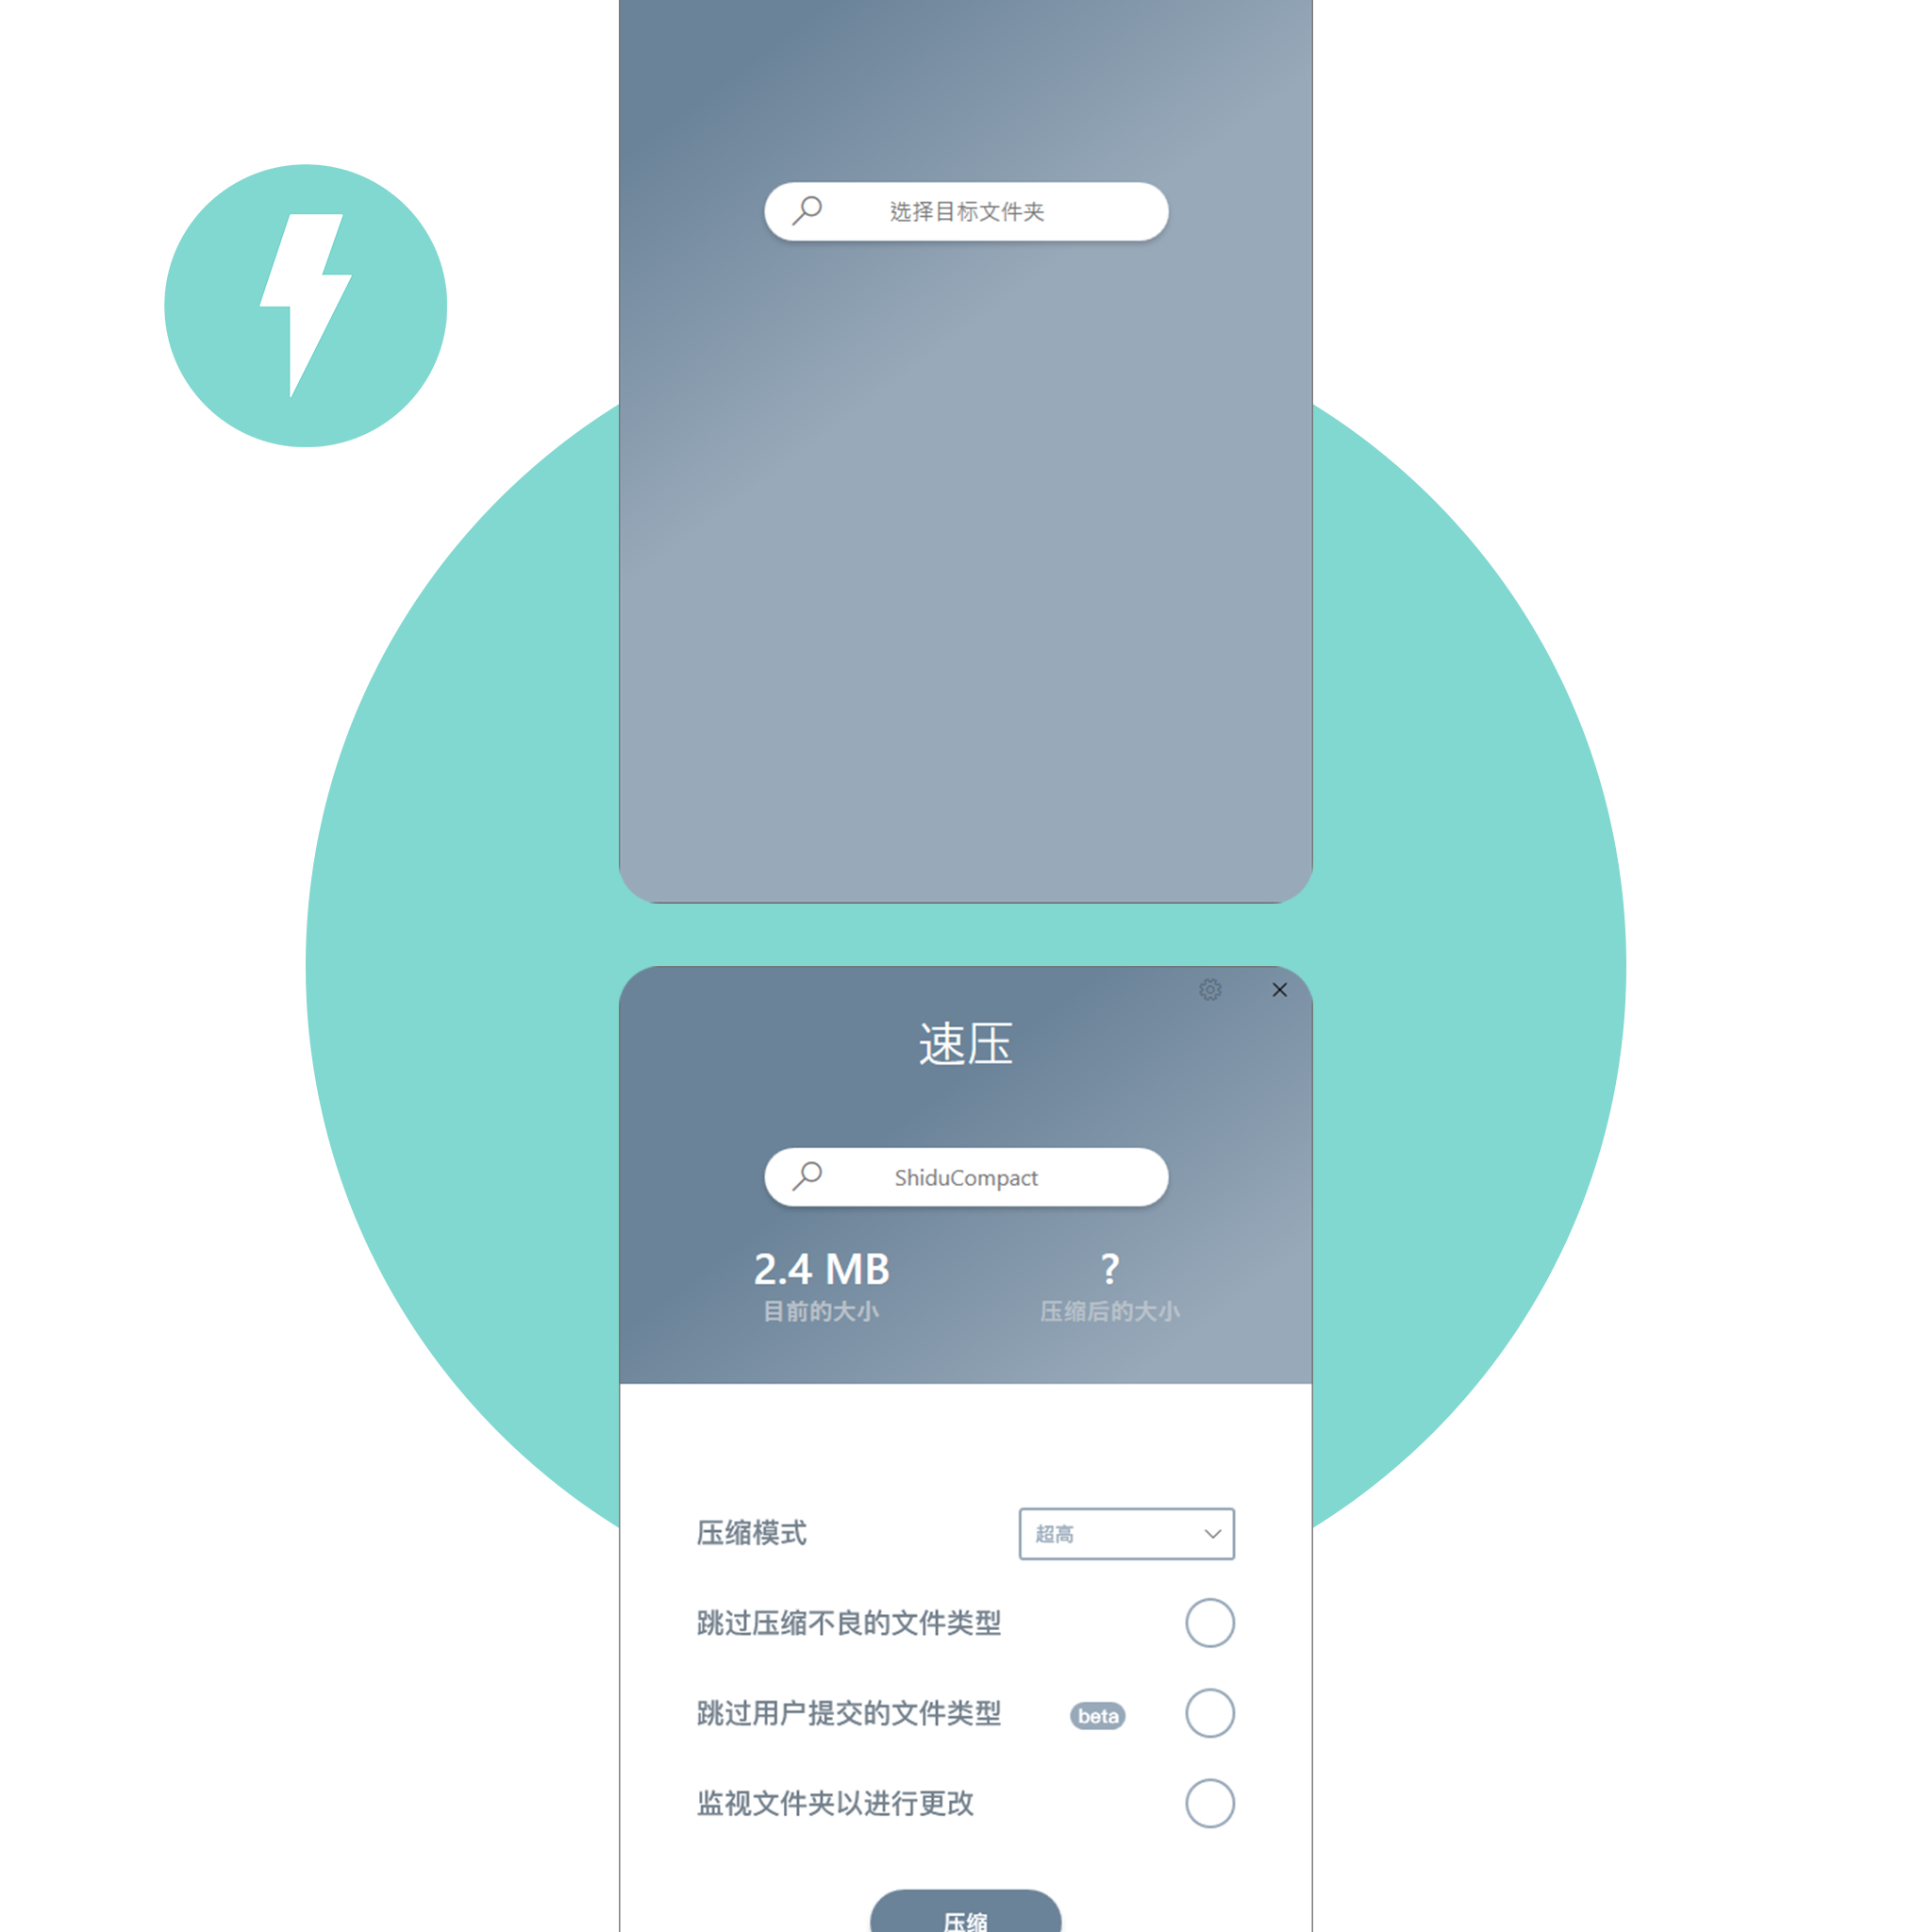 选择目标文件夹
速压
ShiduCompact
2.4 MB
?
目前的大小
压缩后的大小
压缩模式
超高
跳过压缩不良的文件类型
跳过用户提交的文件类型
beta
监视文件夹以进行更改
压缩